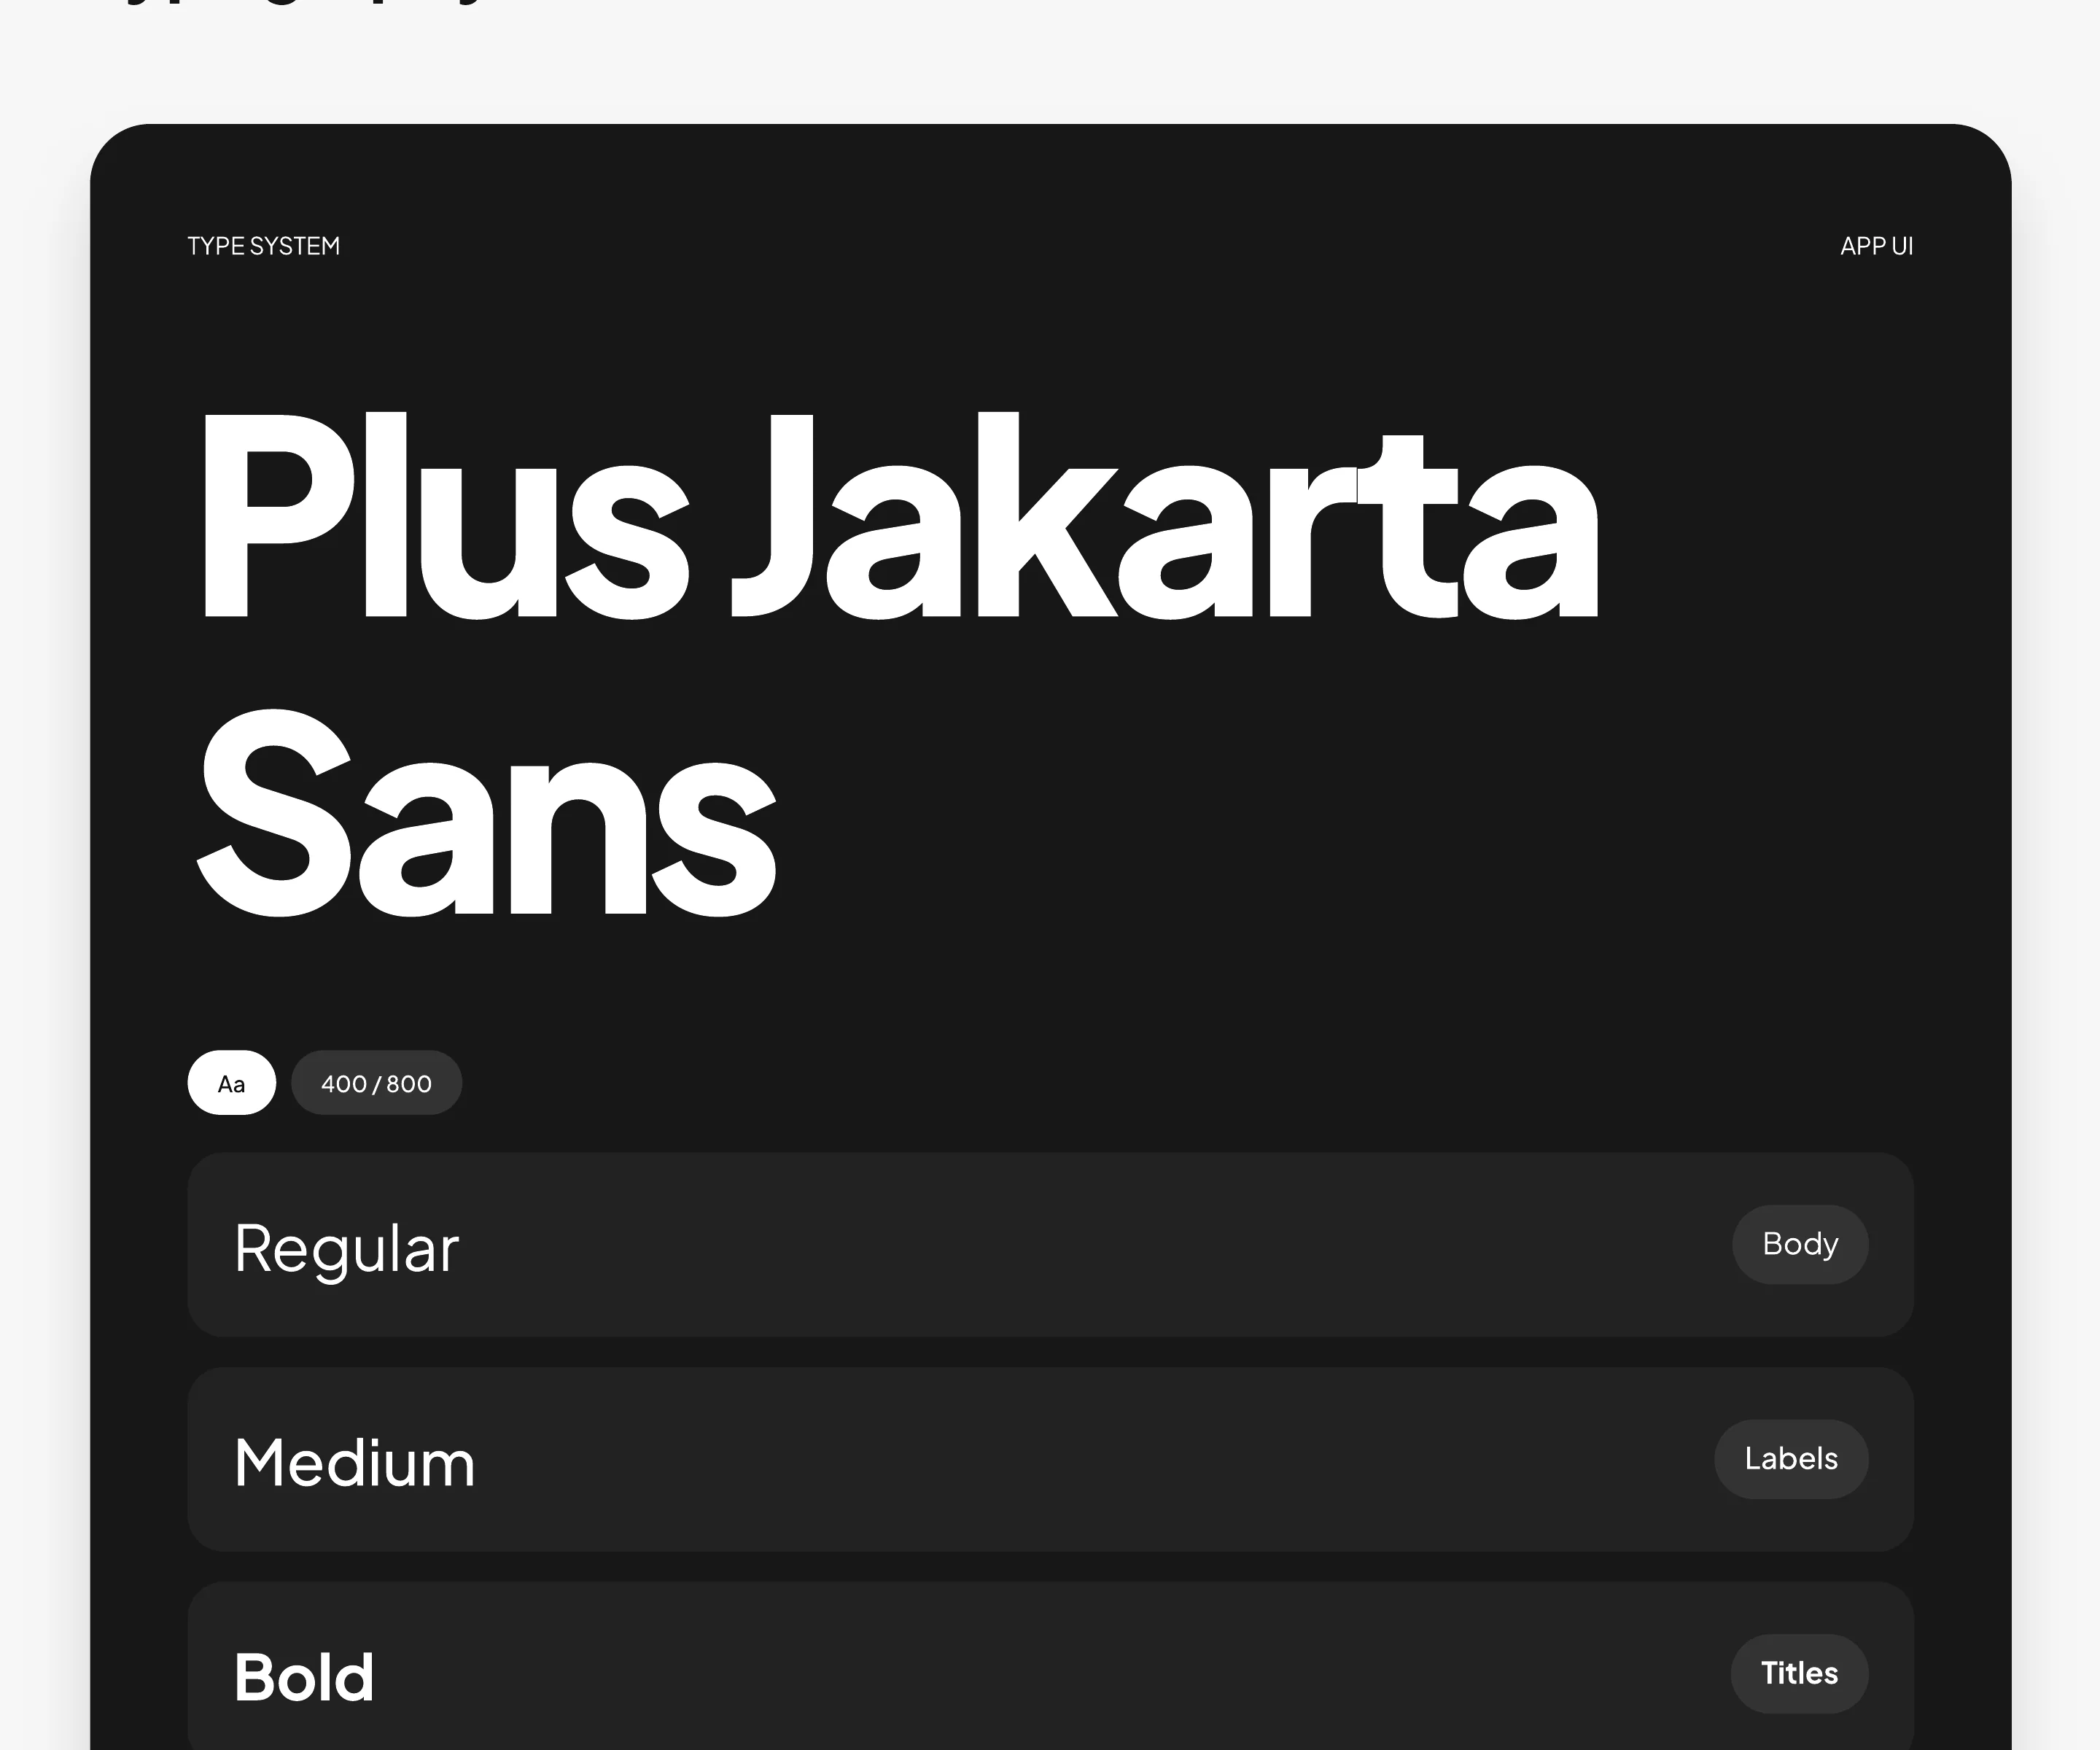 TYPE SYSTEM
APP UI
Plus Jakarta
Sans
Aa
400/800
Regular
Body
Medium
Labels
Bold
Titles